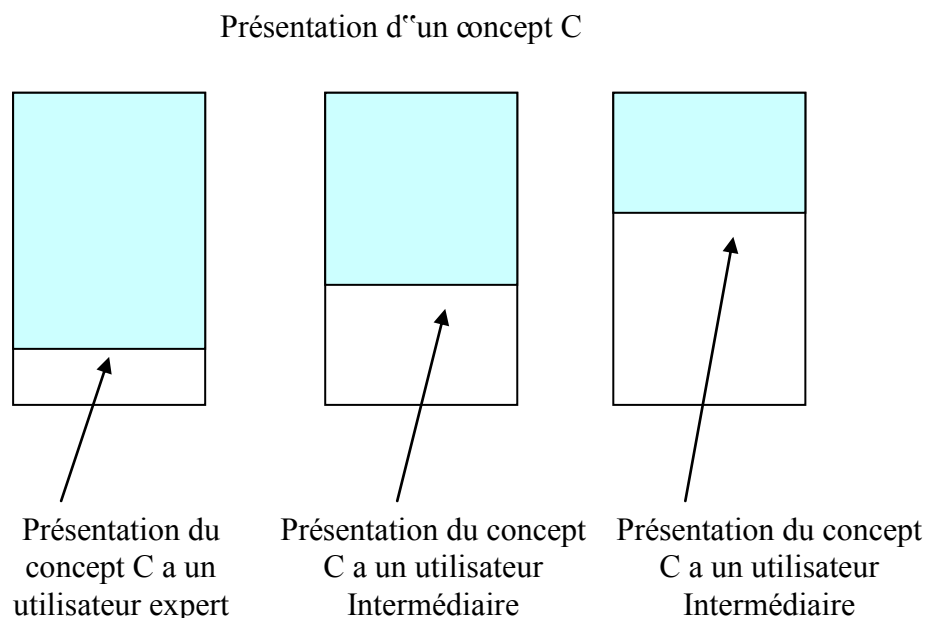 Présentation d‟un concept C
Présentation du
concept C a un
utilisateur expert
Présentation du concept
C a un utilisateur
Intermédiaire
Présentation du concept
C a un utilisateur
Intermédiaire